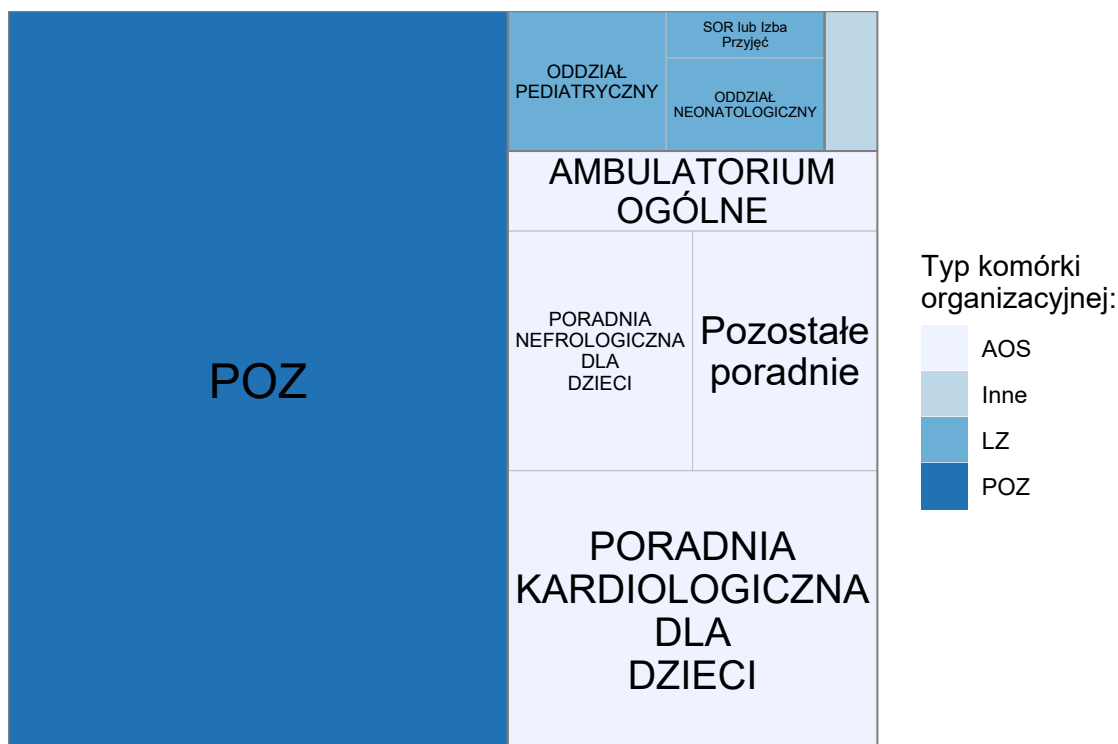 POZ
ODDZIAŁ
PEDIATRYCZNY
SOR lub Izba
Przyjęć
ODDZIAŁ
NEONATOLOGICZNY
AMBULATORIUM
OGÓLNE
PORADNIA
NEFROLOGICZNA
DLA
DZIECI
Pozostałe
poradnie
PORADNIA
KARDIOLOGICZNA
DLA
DZIECI
Typ komórki
organizacyjnej:
AOS
Inne
LZ
POZ